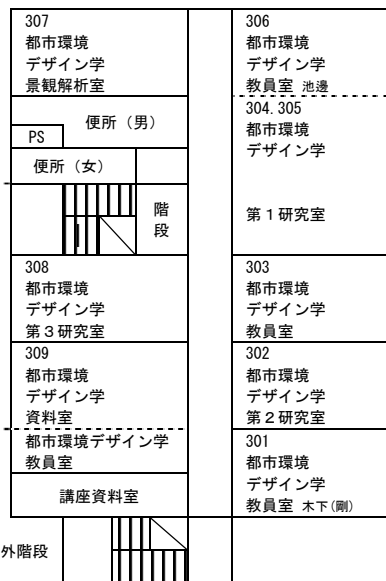 307
都市環境
デザイン学
景観解析室
便所（男）
PS
便所（女）
階
段
308
都市環境
デザイン学
第３研究室
309
都市環境
デザイン学
資料室
都市環境デザイン学
教員室
講座資料室
外階段
306
都市環境
デザイン学
教員室 池邊
304.305
都市環境
デザイン学
第１研究室
303
都市環境
デザイン学
教員室
302
都市環境
デザイン学
第２研究室
301
都市環境
デザイン学
教員室 木下(剛)